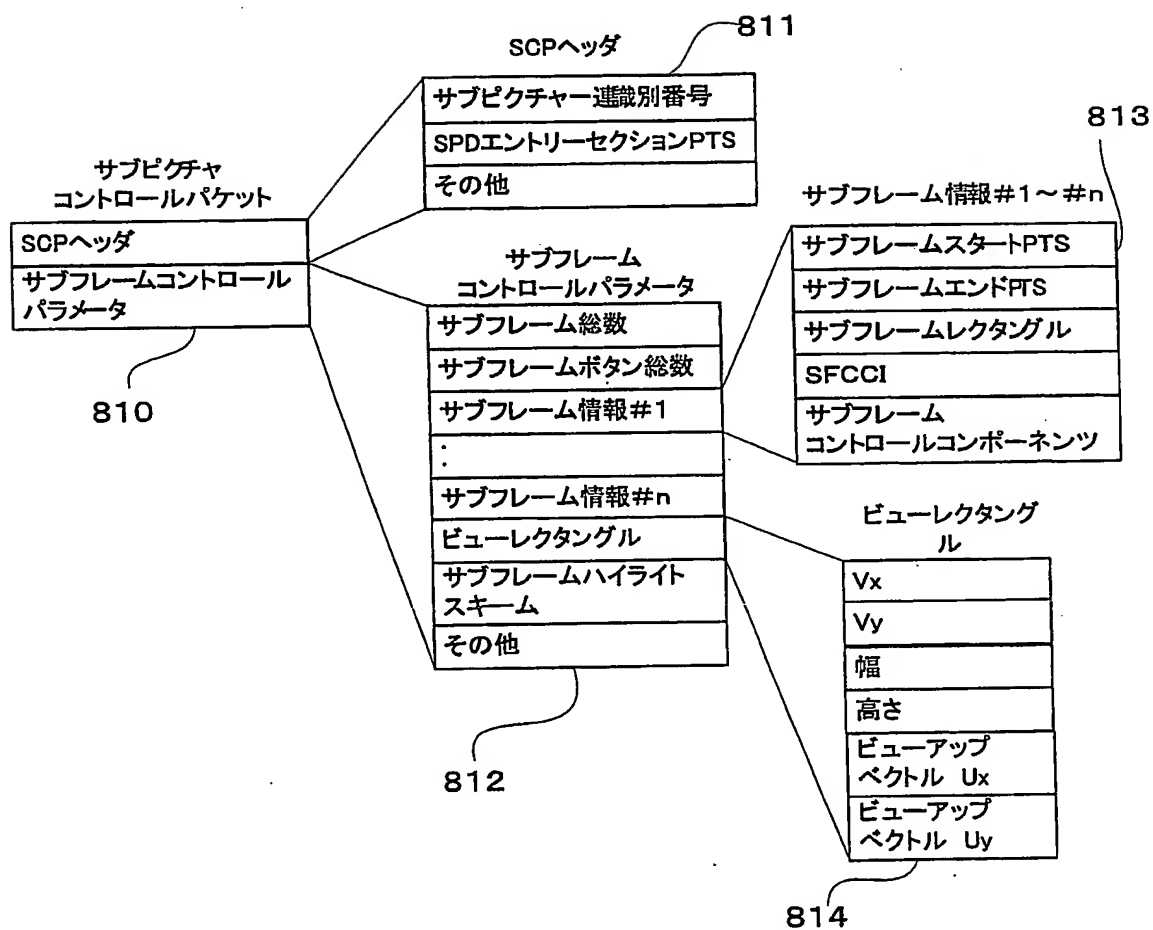 811
SCPヘッダ
サブピクチャー連識別番号
SPDエントリーセクションPTS
その他
サブピクチャ
コントロールパケット
SCPヘッダ
サブフレームコントロール
パラメータ
810
サブフレーム
コントロールパラメータ
サブフレーム総数
サブフレームボタン総数
サブフレーム情報#1
:
サブフレーム情報#n
ビューレクタングル
サブフレームハイライト
スキーム
その他
812
813
サブフレーム情報#1~#n
サブフレームスタートPTS
サブフレームエンドPTS
サブフレームレクタングル
SFCCI
サブフレーム
コントロールコンポーネンツ
ビューレクタング
ル
Vx
Vy
幅
高さ
ビューアップ
ベクトル Ux
ビューアップ
ベクトル Uy
814